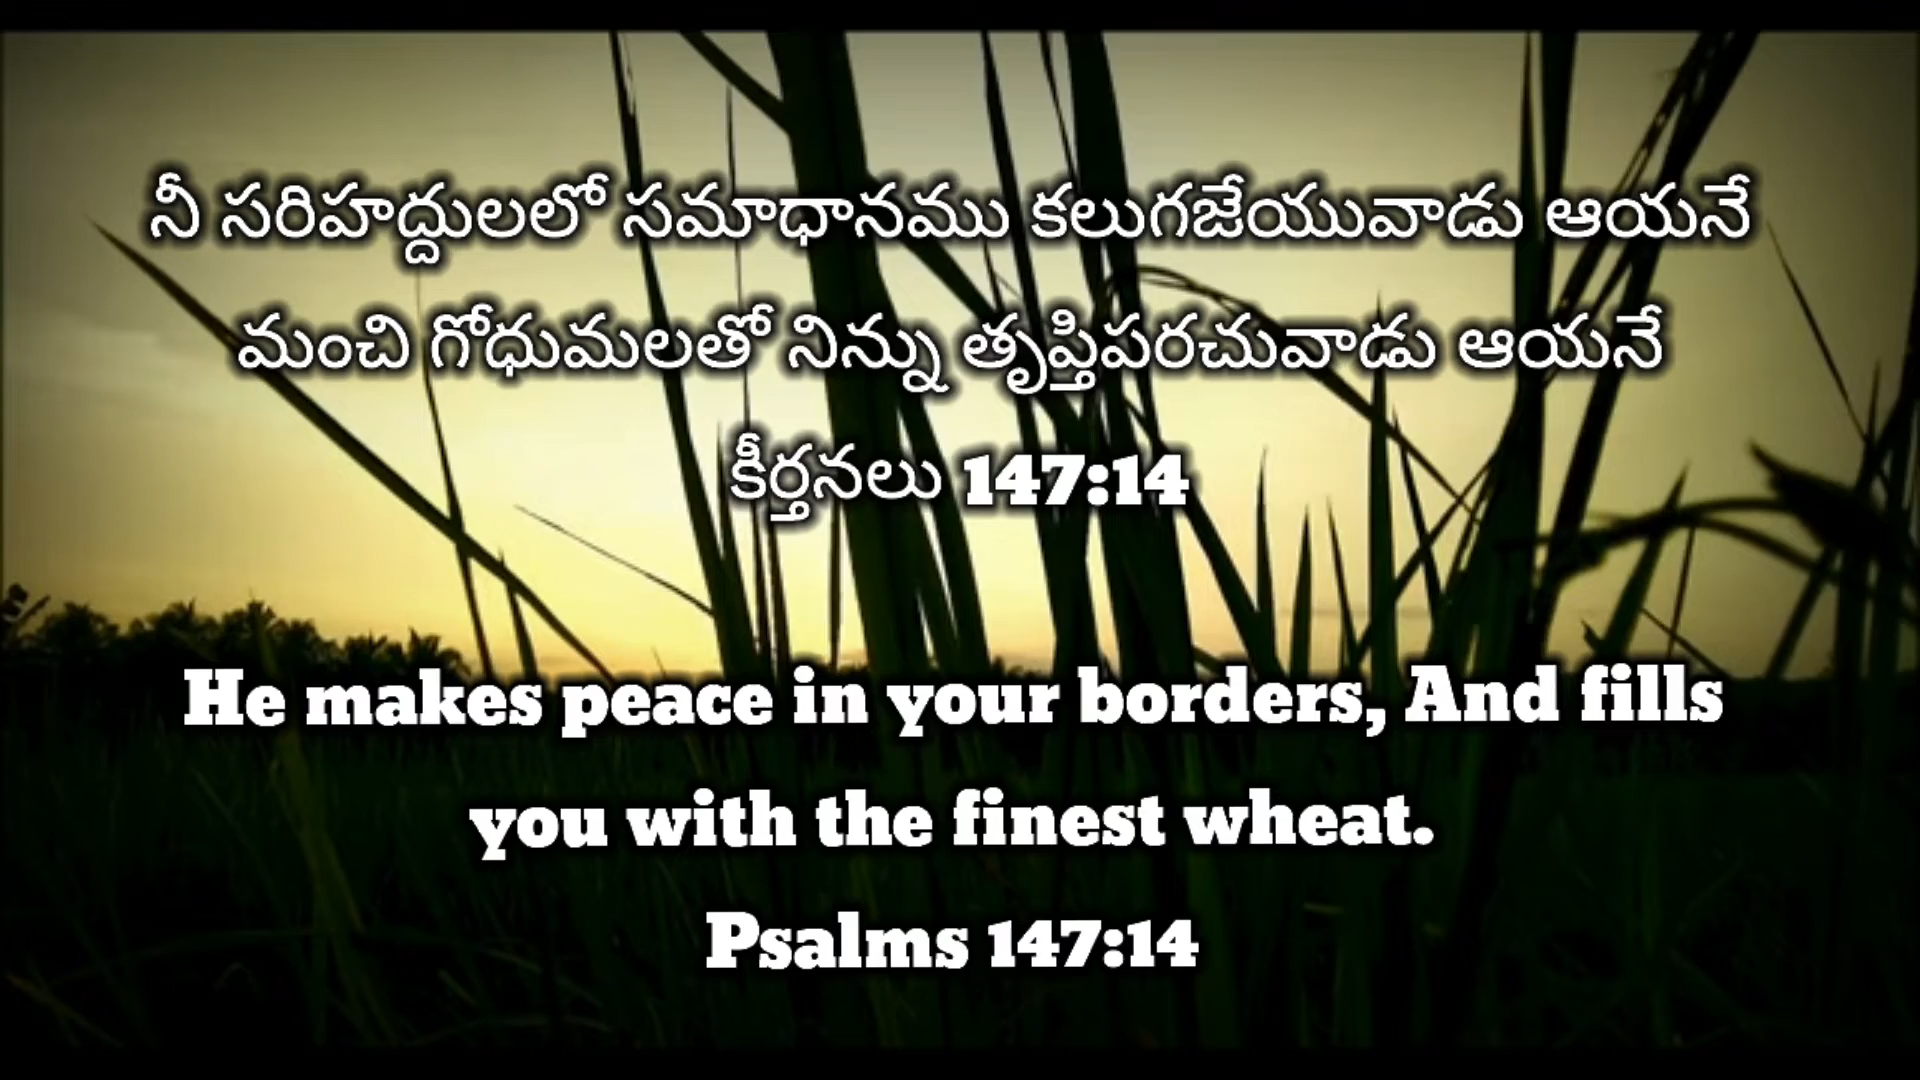 నీ సరిహద్దులలో సమాధానము కలుగజేయువాడు ఆయనే
మంచి గోధుమలతో నిన్ను తృప్తిపరచువాడు ఆయనే
కీర్తనలు 147:14
He makes peace in your borders, And fills
you with the finest wheat.
Psalms 147:14